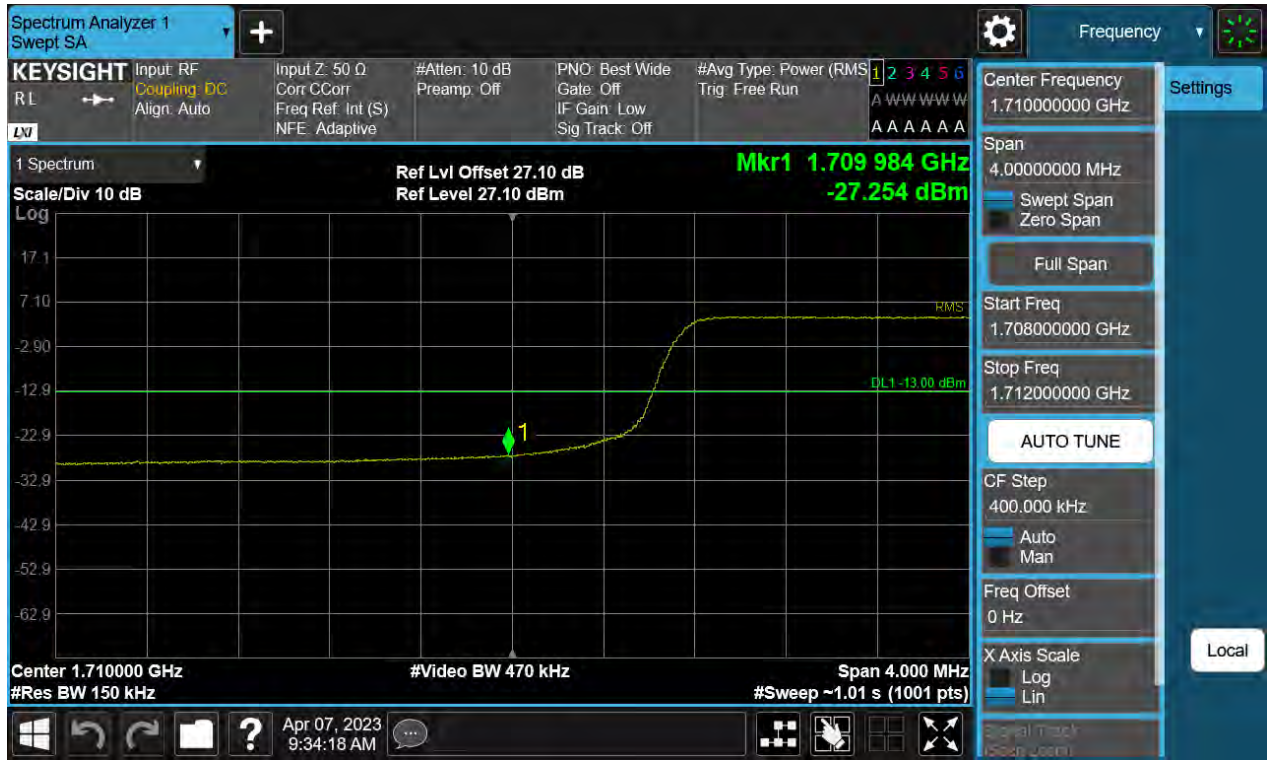 Spectrum Analyzer 1
Swept SA
Frequency
KEYSIGHT
RL
LXI
Input: RF
Coupling: DC
Align: Auto
Input Z: 50 Ω
Corr CCorr
Freq Ref: Int (S)
NFE: Adaptive
#Atten: 10 dB
Preamp: Off
PNO: Best Wide
Gate: Off
IF Gain: Low
Sig Track: Off
#Avg Type: Power (RMS
Trig: Free Run
1 2 3 4 5 6
A W W W W W
A A A A A A
1 Spectrum
Scale/Div 10 dB
Log
Ref Lvl Offset 27.10 dB
Ref Level 27.10 dBm
Mkr1 1.709 984 GHz
-27.254 dBm
17.1
7.10
-2.90
-12.9
-22.9
-32.9
-42.9
-52.9
-62.9
RMS
DL1 -13.00 dBm
1
Center 1.710000 GHz
#Res BW 150 kHz
#Video BW 470 kHz
Span 4.000 MHz
#Sweep ~1.01 s (1001 pts)
Center Frequency
1.710000000 GHz
Settings
Span
4.00000000 MHz
Swept Span
Zero Span
Full Span
Start Freq
1.708000000 GHz
Stop Freq
1.712000000 GHz
AUTO TUNE
CF Step
400.000 kHz
Auto
Man
Freq Offset
0 Hz
X Axis Scale
Log
Lin
Local
Signal Track
(Span Zoom)
?
Apr 07, 2023
9:34:18 AM